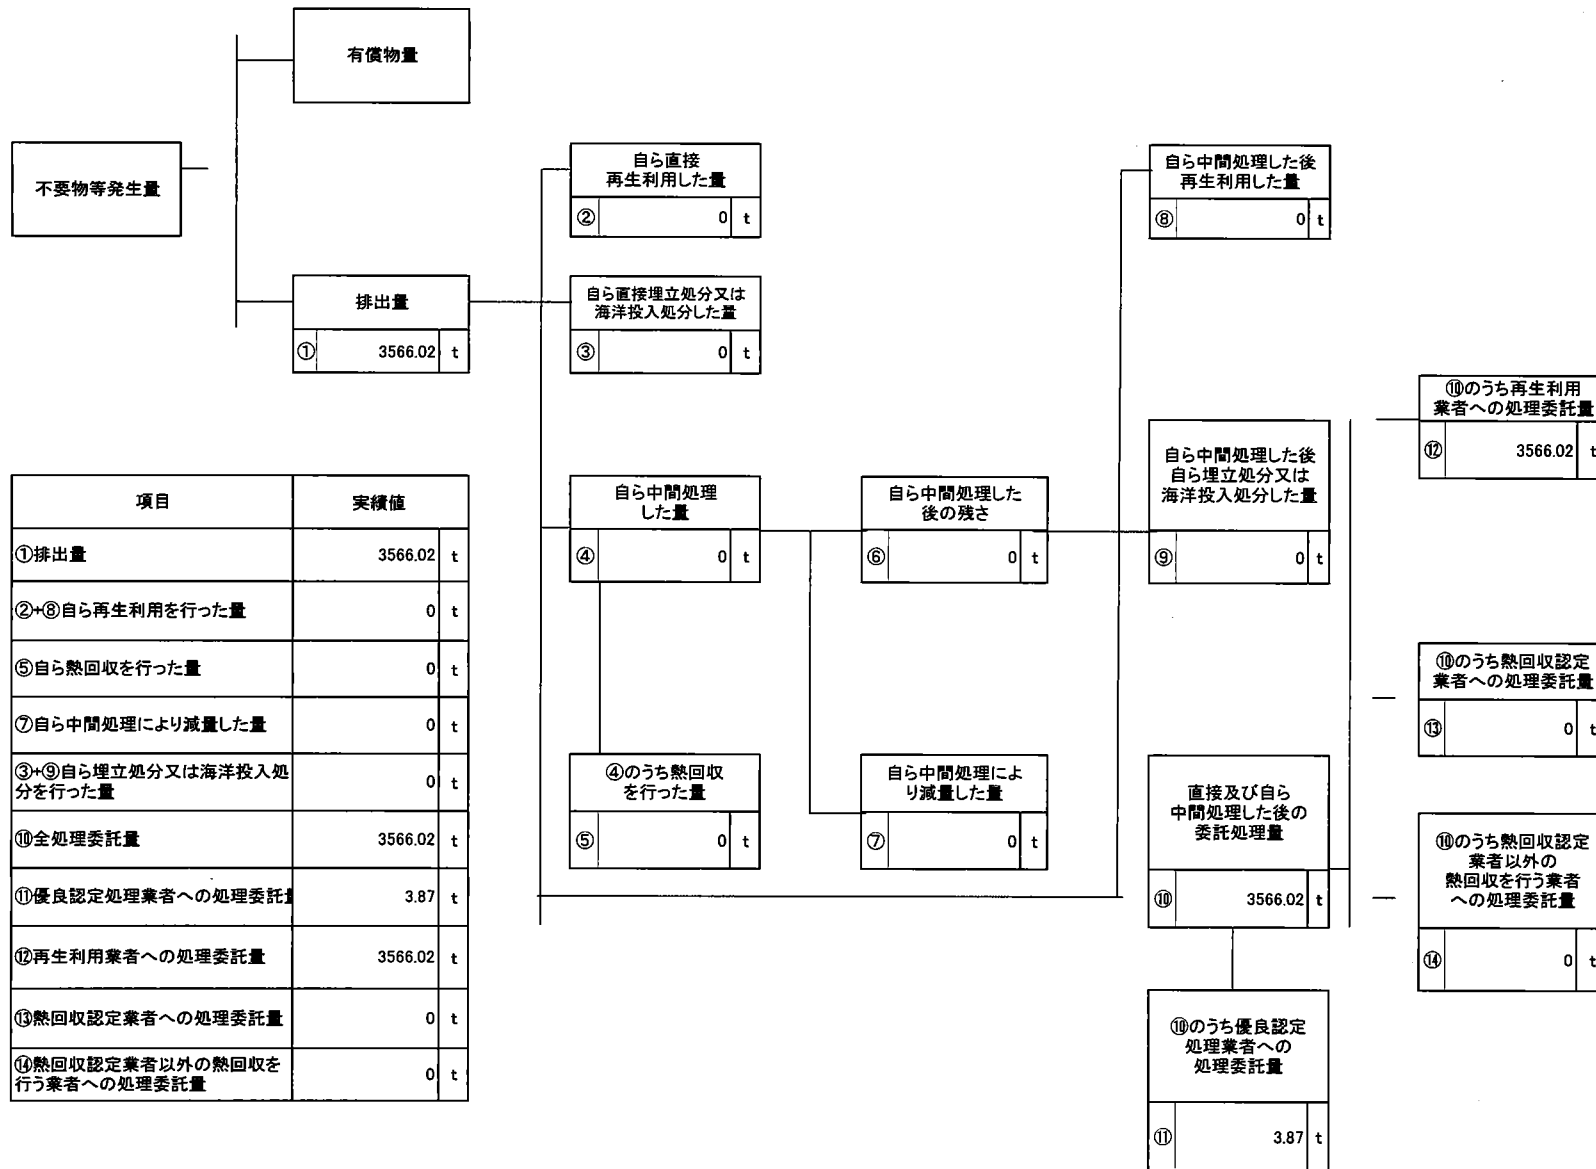 有償物量
不要物等発生量
自ら直接
再生利用した量
② 0 t
自ら中間処理した後
再生利用した量
⑧ 0 t
排出量
① 3566.02 t
自ら直接埋立処分又は
海洋投入処分した量
③ 0 t
⑩のうち再生利用
業者への処理委託量
⑫ 3566.02 t
自ら中間処理
した量
④ 0 t
自ら中間処理した
後の残さ
⑥ 0 t
自ら中間処理した後
自ら埋立処分又は
海洋投入処分した量
⑨ 0 t
⑩のうち熱回収認定
業者への処理委託量
⑬ 0 t
④のうち熱回収
を行った量
⑤ 0 t
自ら中間処理によ
り減量した量
⑦ 0 t
直接及び自ら
中間処理した後の
委託処理量
⑩ 3566.02 t
⑩のうち熱回収認定
業者以外の
熱回収を行う業者
への処理委託量
⑭ 0 t
⑩のうち優良認定
処理業者への
処理委託量
⑪ 3.87 t
項目 実績値
①排出量 3566.02 t
②+⑧自ら再生利用を行った量 0 t
⑤自ら熱回収を行った量 0 t
⑦自ら中間処理により減量した量 0 t
③+⑨自ら埋立処分又は海洋投入処
分を行った量 0 t
⑩全処理委託量 3566.02 t
⑪優良認定処理業者への処理委託量 3.87 t
⑫再生利用業者への処理委託量 3566.02 t
⑬熱回収認定業者への処理委託量 0 t
⑭熱回収認定業者以外の熱回収を
行う業者への処理委託量 0 t